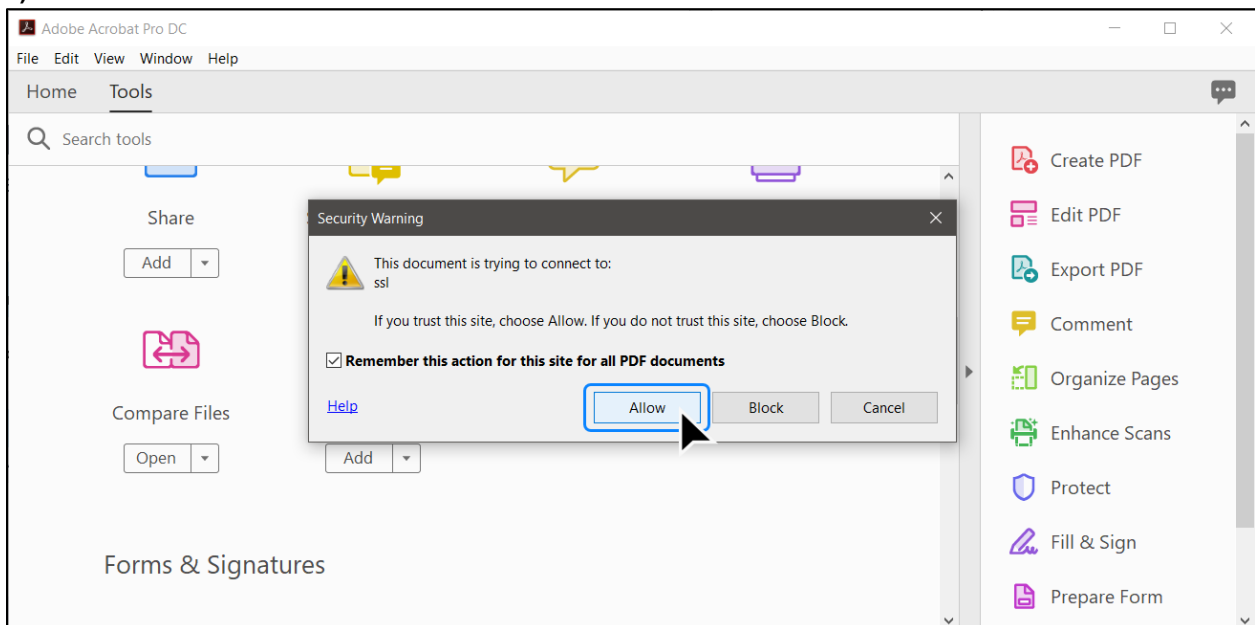 Adobe Acrobat Pro DC
File Edit View Window Help
Home Tools
Search tools
Share
Add
Compare Files
Open
Add
Forms & Signatures
Security Warning
This document is trying to connect to:
ssl
If you trust this site, choose Allow. If you do not trust this site, choose Block.
Remember this action for this site for all PDF documents
Help
Allow
Block
Cancel
Create PDF
Edit PDF
Export PDF
Comment
Organize Pages
Enhance Scans
Protect
Fill & Sign
Prepare Form